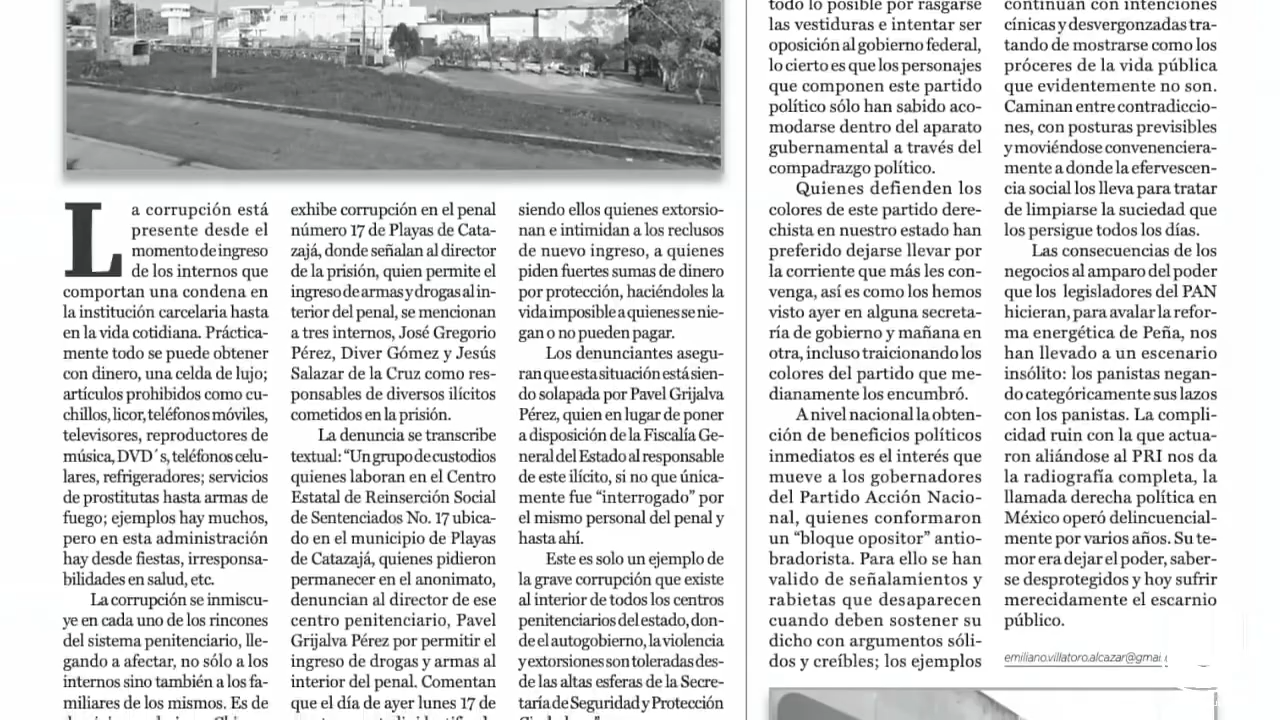 La corrupción está
presente desde el
momento de ingreso
de los internos que
comportan una condena en
la institución carcelaria hasta
en la vida cotidiana. Práctica-
mente todo se puede obtener
con dinero, una celda de lujo;
artículos prohibidos como cu-
chillos, licor, teléfonos móviles,
televisores, reproductores de
música, DVD´s, teléfonos celu-
lares, refrigeradores; servicios
de prostitutas hasta armas de
fuego; ejemplos hay muchos,
pero en esta administración
hay desde fiestas, irresponsa-
bilidades en salud, etc.
La corrupción se inmiscu-
ye en cada uno de los rincones
del sistema penitenciario, lle-
gando a afectar, no sólo a los
internos sino también a los fa-
miliares de los mismos. Es de
exhibe corrupción en el penal
número 17 de Playas de Cata-
zajá, donde señalan al director
de la prisión, quien permite el
ingreso de armas y drogas al in-
terior del penal, se mencionan
a tres internos, José Gregorio
Pérez, Diver Gómez y Jesús
Salazar de la Cruz como res-
ponsables de diversos ilícitos
cometidos en la prisión.
La denuncia se transcribe
textual: “Un grupo de custodios
quienes laboran en el Centro
Estatal de Reinserción Social
de Sentenciados No. 17 ubica-
do en el municipio de Playas
de Catazajá, quienes pidieron
permanecer en el anonimato,
denuncian al director de ese
centro penitenciario, Pavel
Grijalva Pérez por permitir el
ingreso de drogas y armas al
interior del penal. Comentan
que el día de ayer lunes 17 de
siendo ellos quienes extorsio-
nan e intimidan a los reclusos
de nuevo ingreso, a quienes
piden fuertes sumas de dinero
por protección, haciéndoles la
vida imposible a quienes se nie-
gan o no pueden pagar.
Los denunciantes asegu-
ran que esta situación está sien-
do solapada por Pavel Grijalva
Pérez, quien en lugar de poner
a disposición de la Fiscalía Ge-
neral del Estado al responsable
de este ilícito, si no que única-
mente fue “interrogado” por
el mismo personal del penal y
hasta ahí.
Este es solo un ejemplo de
la grave corrupción que existe
al interior de todos los centros
penitenciarios del estado, don-
de el autogobierno, la violencia
y extorsiones son toleradas des-
de las altas esferas de la Secre-
taría de Seguridad y Protección
todo lo posible por rasgarse
las vestiduras e intentar ser
oposición al gobierno federal,
lo cierto es que los personajes
que componen este partido
político sólo han sabido aco-
modarse dentro del aparato
gubernamental a través del
compadrazgo político.
Quienes defienden los
colores de este partido dere-
chista en nuestro estado han
preferido dejarse llevar por
la corriente que más les con-
venga, así es como los hemos
visto ayer en alguna secreta-
ría de gobierno y mañana en
otra, incluso traicionando los
colores del partido que me-
dianamente los encumbró.
A nivel nacional la obten-
ción de beneficios políticos
inmediatos es el interés que
mueve a los gobernadores
del Partido Acción Nacio-
nal, quienes conformaron
un “bloque opositor” antio-
bradorista. Para ello se han
valido de señalamientos y
rabietas que desaparecen
cuando deben sostener su
dicho con argumentos sóli-
dos y creíbles; los ejemplos
continúan con intenciones
cínicas y desvergonzadas tra-
tando de mostrarse como los
próceres de la vida pública
que evidentemente no son.
Caminan entre contradiccio-
nes, con posturas previsibles
y moviéndose convenenciera-
mente a donde la efervescen-
cia social los lleva para tratar
de limpiarse la suciedad que
los persigue todos los días.
Las consecuencias de los
negocios al amparo del poder
que los legisladores del PAN
hicieran, para avalar la refor-
ma energética de Peña, nos
han llevado a un escenario
insólito: los panistas negan-
do categóricamente sus lazos
con los panistas. La compli-
cidad ruin con la que actua-
ron aliándose al PRI nos da
la radiografía completa, la
llamada derecha política en
México operó delincuencial-
mente por varios años. Su te-
mor era dejar el poder, saber-
se desprotegidos y hoy sufrir
merecidamente el escarnio
público.
emiliano.villatoro.alcazar@gmai